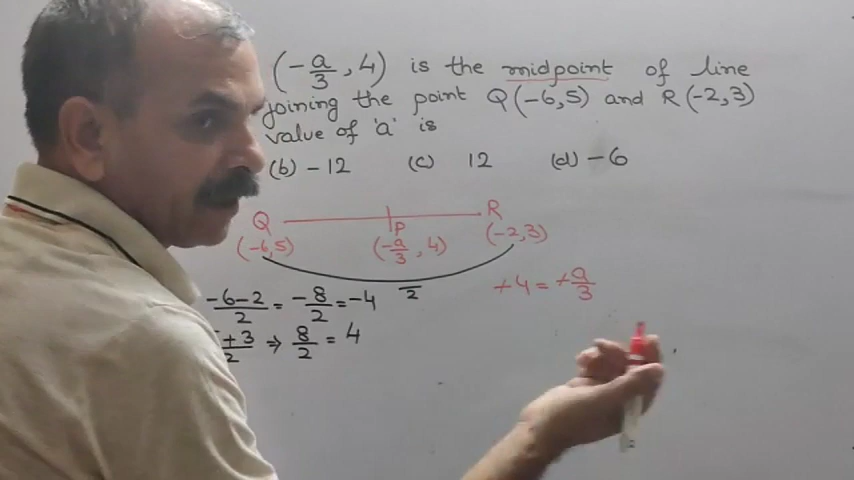 (-a/3, 4) is the midpoint of line
joining the point Q(-6,5) and R(-2,3)
value of 'a' is
(b) -12 (c) 12 (d) -6
Q P R
(-6,5) (-a/3, 4) (-2,3)
-6-2/2 = -8/2 = -4 2
+3/2 ⇒ 8/2 = 4
+4 = +a/3